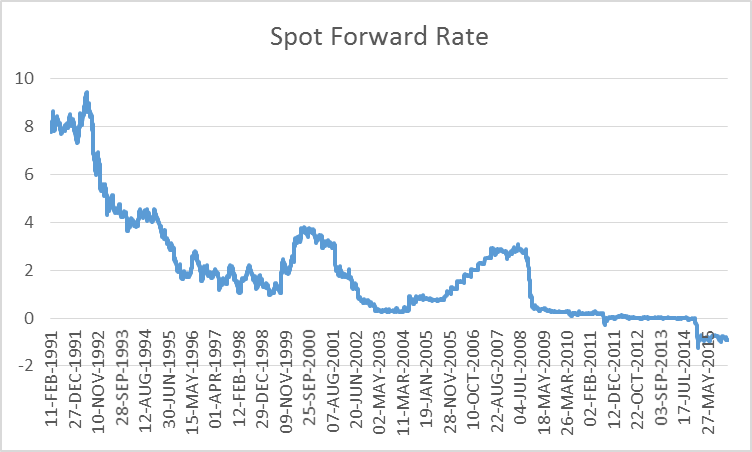 Spot Forward Rate
10
8
6
4
2
0
-2
11-FEB-1991
27-DEC-1991
10-NOV-1992
28-SEP-1993
12-AUG-1994
30-JUN-1995
15-MAY-1996
01-APR-1997
12-FEB-1998
29-DEC-1998
09-NOV-1999
25-SEP-2000
07-AUG-2001
20-JUN-2002
02-MAY-2003
11-MAR-2004
19-JAN-2005
28-NOV-2005
10-OCT-2006
22-AUG-2007
04-JUL-2008
18-MAY-2009
26-MAR-2010
02-FEB-2011
12-DEC-2011
22-OCT-2012
03-SEP-2013
17-JUL-2014
27-MAY-2015